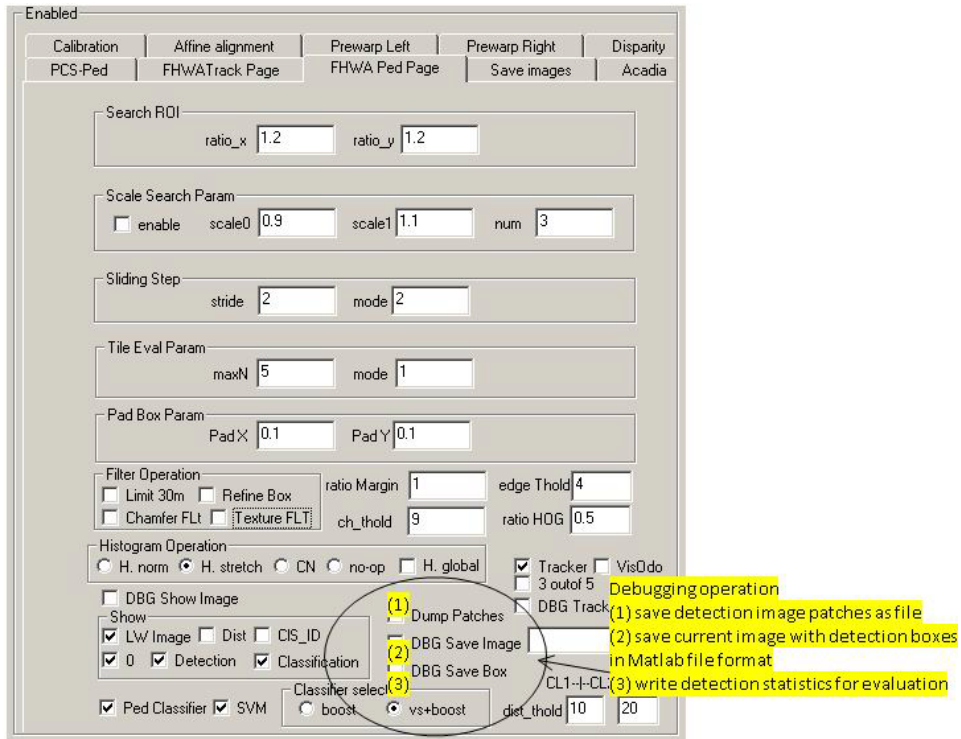 Enabled
Calibration Affine alignment Prewarp Left Prewarp Right Disparity
PCS-Ped FHWATrack Page FHWA Ped Page Save images Acadia
Search ROI
ratio_x 1.2 ratio_y 1.2
Scale Search Param
enable scale0 0.9 scale1 1.1 num 3
Sliding Step
stride 2 mode 2
Tile Eval Param
maxN 5 mode 1
Pad Box Param
Pad X 0.1 Pad Y 0.1
Filter Operation
Limit 30m Refine Box ratio Margin 1 edge Thold 4
Chamfer FLt Texture FLT ch_thold 9 ratio HOG 0.5
Histogram Operation
H. norm H. stretch CN no-op H. global Tracker VisOdo
3 outof 5
DBG Show Image (1) Dump Patches DBG Track
Show
LW Image Dist CIS_ID (2) DBG Save Image
0 Detection Classification (3) DBG Save Box
Classifier select CL1--|--CL
Ped Classifier SVM boost vs+boost dist_thold 10 20
Debugging operation
(1) save detection image patches as file
(2) save current image with detection boxes
in Matlab file format
(3) write detection statistics for evaluation